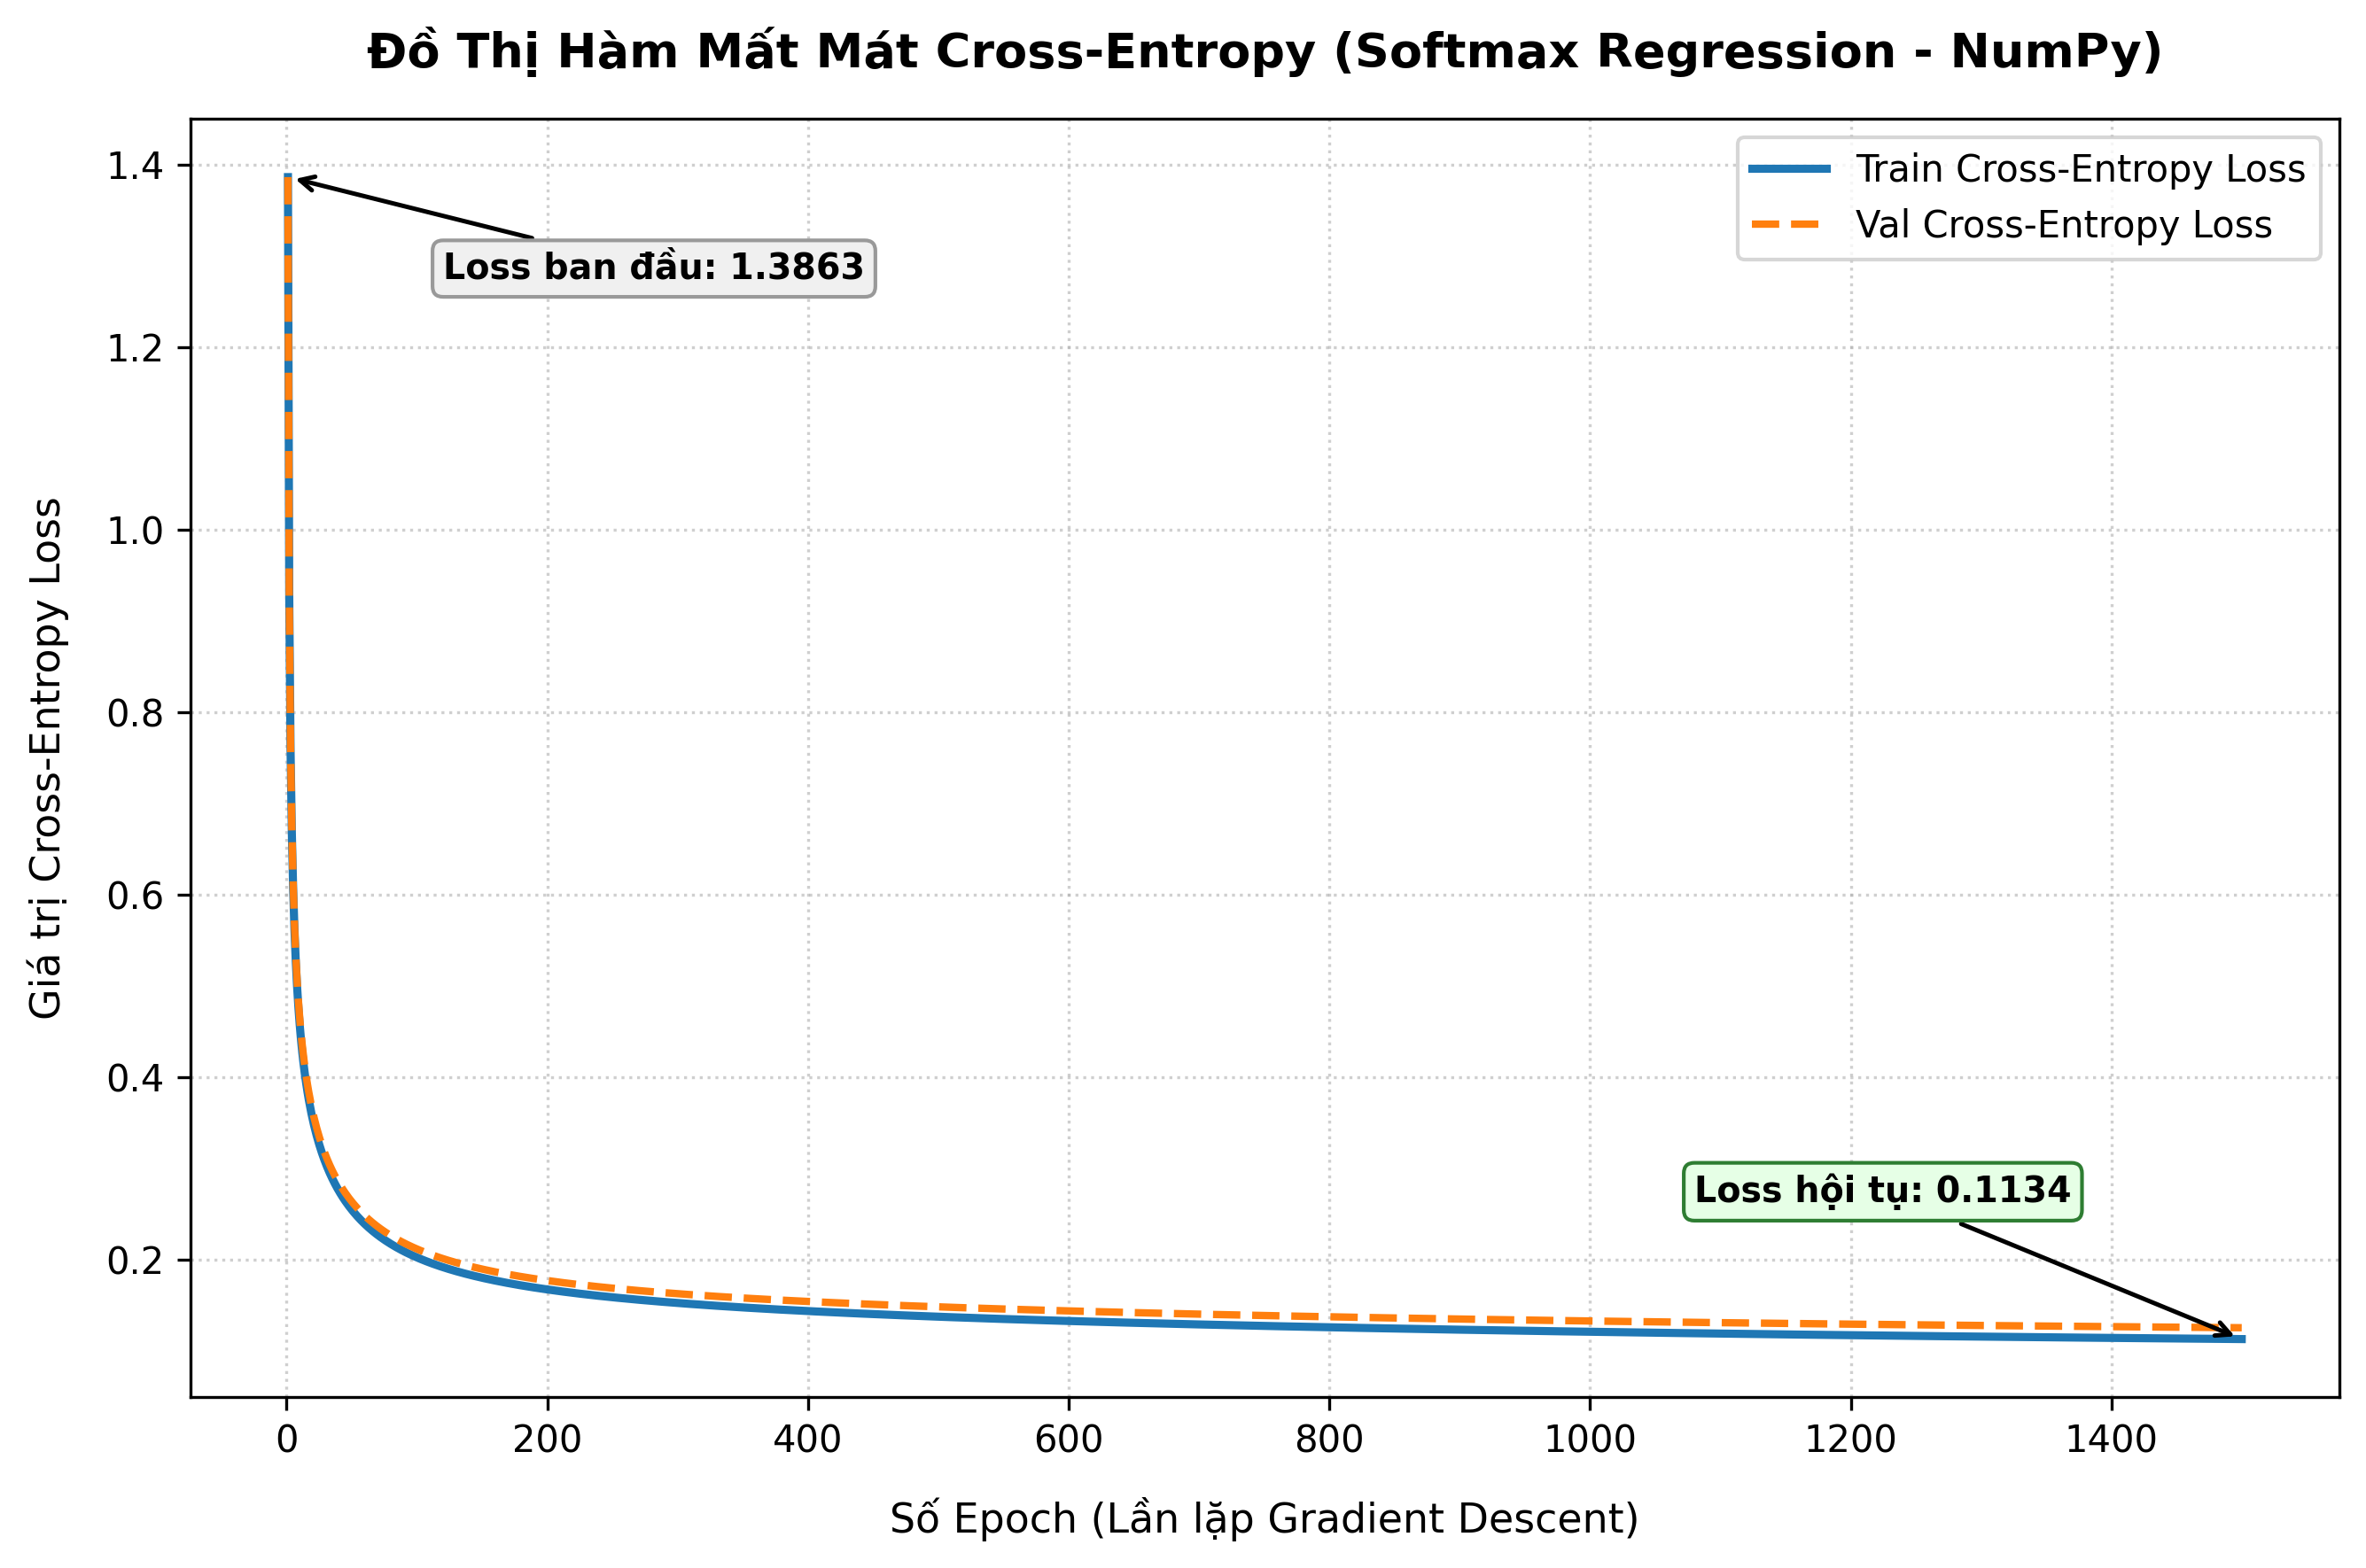 Đồ Thị Hàm Mất Mát Cross-Entropy (Softmax Regression - NumPy)
Train Cross-Entropy Loss
Val Cross-Entropy Loss
Loss ban đầu: 1.3863
Loss hội tụ: 0.1134
Giá trị Cross-Entropy Loss
1.4
1.2
1.0
0.8
0.6
0.4
0.2
0 200 400 600 800 1000 1200 1400
Số Epoch (Lần lặp Gradient Descent)